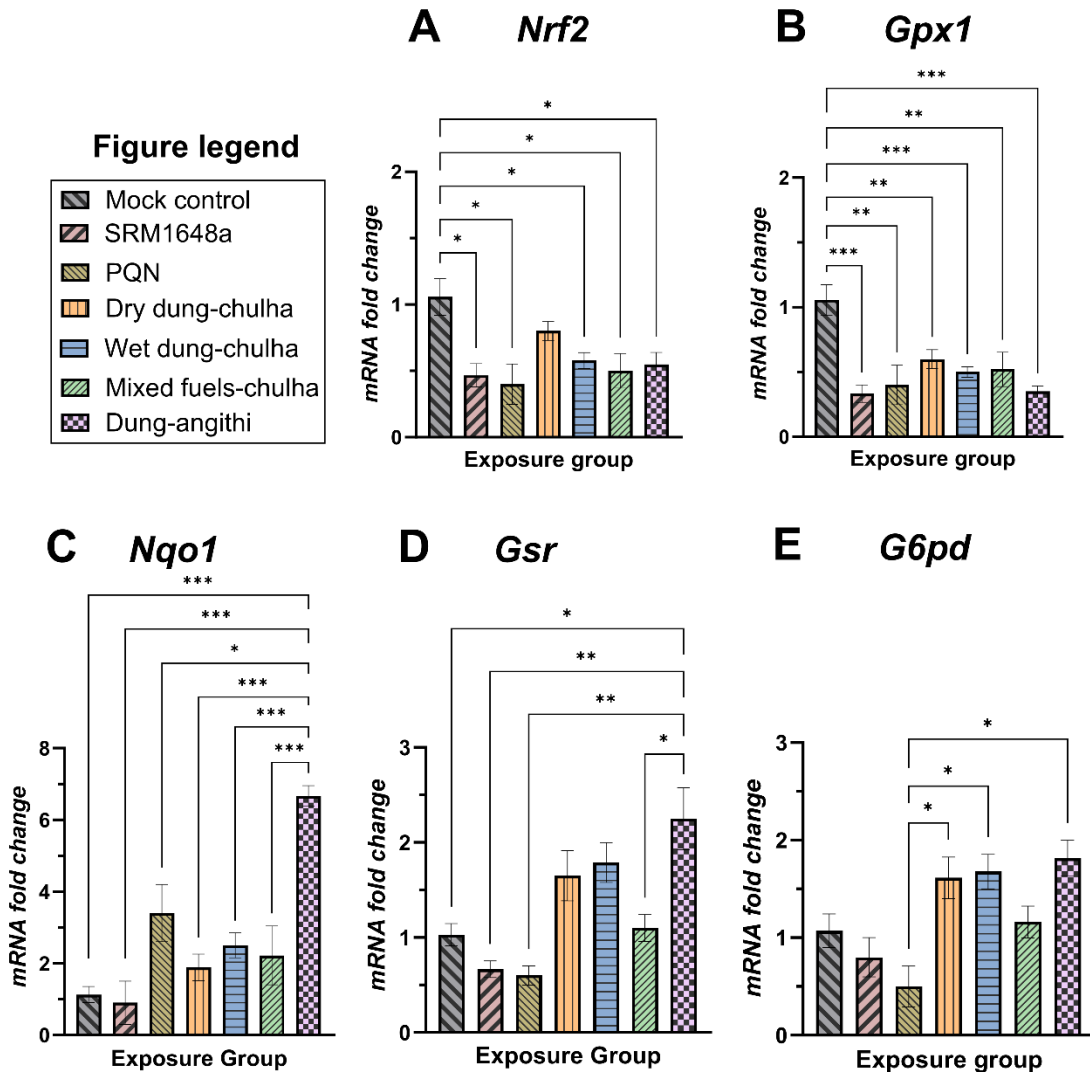 A Nrf2
B Gpx1
Figure legend
Mock control
SRM1648a
PQN
Dry dung-chulha
Wet dung-chulha
Mixed fuels-chulha
Dung-angithi
*
*
*
*
*
2
1
0
mRNA fold change
Exposure group
***
**
***
**
**
***
2
1
0
mRNA fold change
Exposure group
C Nqo1
D Gsr
E G6pd
***
***
*
***
***
***
8
6
4
2
0
mRNA fold change
Exposure Group
*
**
**
*
3
2
1
0
mRNA fold change
Exposure Group
*
*
*
3
2
1
0
mRNA fold change
Exposure group